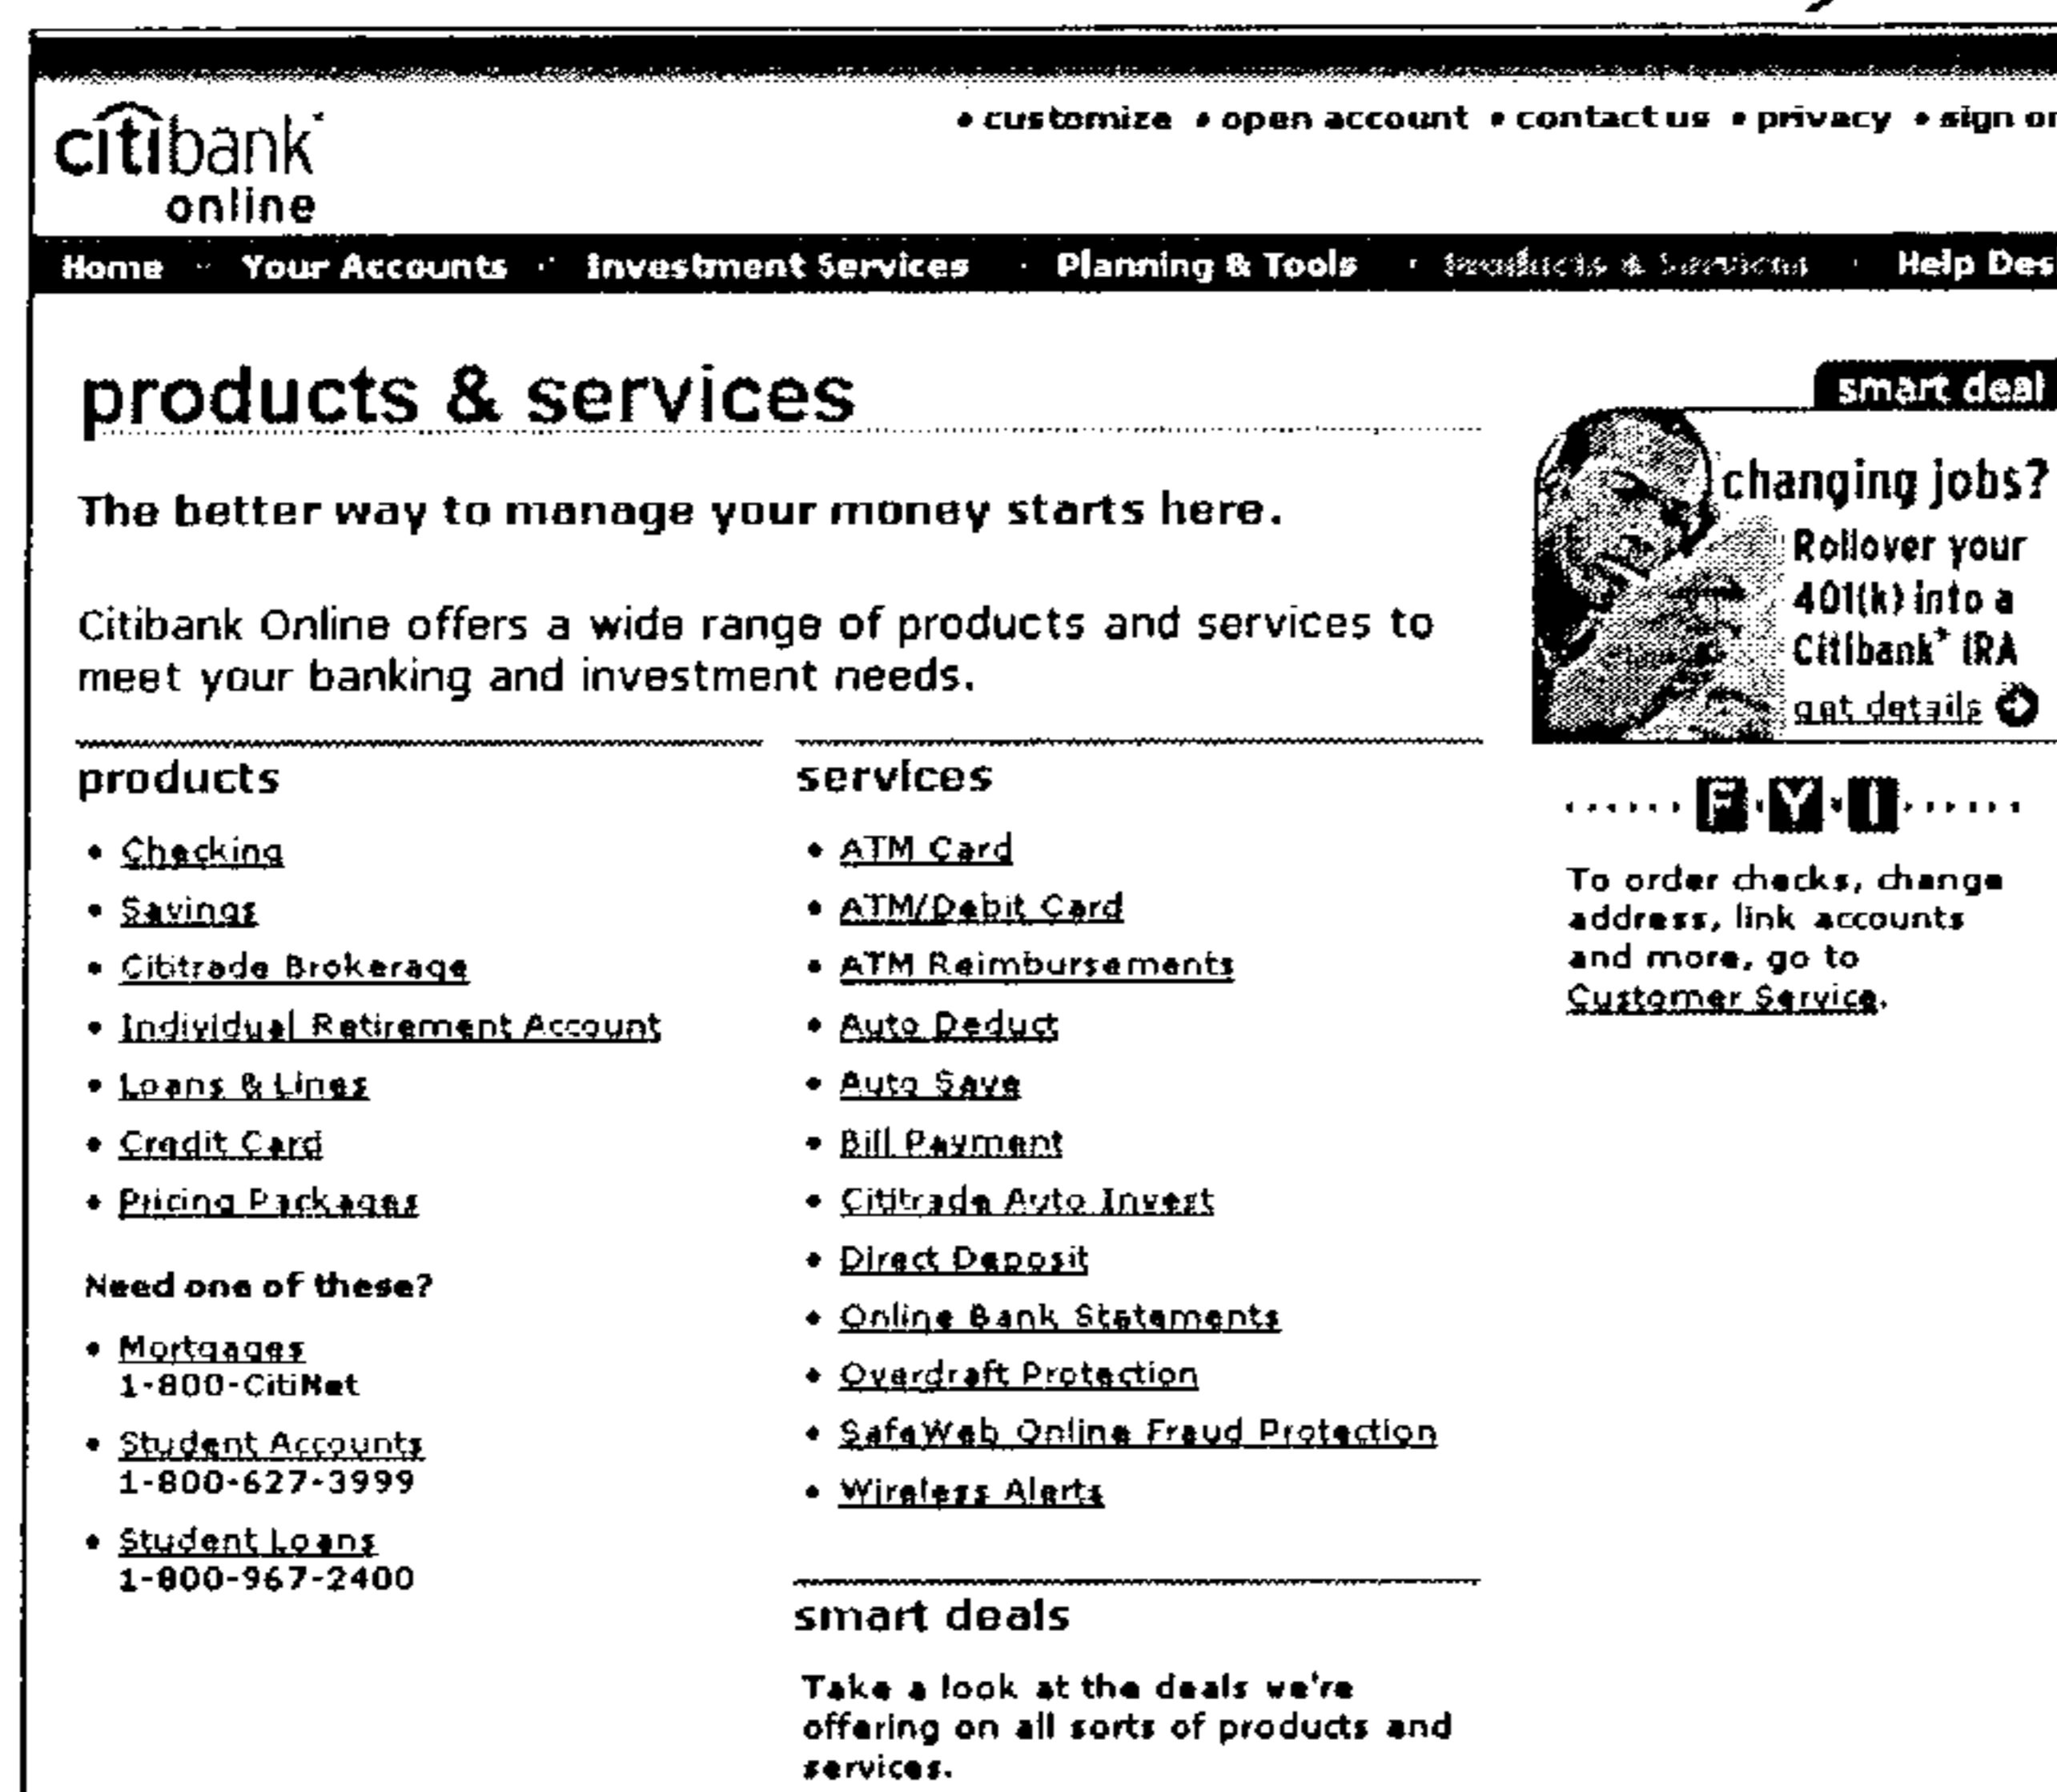 • customize • open account • contact us • privacy • sign
citibank
online
Home · Your Accounts · Investment Services · Planning & Tools · Products & Services · Help Des
products & services
The better way to manage your money starts here.
Citibank Online offers a wide range of products and services to
meet your banking and investment needs.
products
• Checking
• Savings
• Cititrade Brokerage
• Individual Retirement Account
• Loans & Lines
• Credit Card
• Pricing Packages
Need one of these?
• Mortgages
1-800-CitiNet
• Student Accounts
1-800-627-3999
• Student Loans
1-800-967-2400
services
• ATM Card
• ATM/Debit Card
• ATM Reimbursements
• Auto Deduct
• Auto Save
• Bill Payment
• Cititrade Auto Invest
• Direct Deposit
• Online Bank Statements
• Overdraft Protection
• SafeWeb Online Fraud Protection
• Wireless Alerts
smart deals
Take a look at the deals we're
offering on all sorts of products and
services.
smart deal
changing jobs?
Rollover your
401(k) into a
Citibank* IRA
get details
F·Y·I
To order checks, change
address, link accounts
and more, go to
Customer Service.